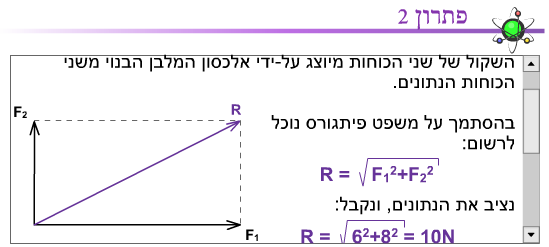 פתרון 2
השקול של שני הכוחות מיוצג על-ידי אלכסון המלבן הבנוי משני
הכוחות הנתונים.
F₂
R
בהסתמך על משפט פיתגורס נוכל
לרשום:
R = √F₁²+F₂²
נציב את הנתונים, ונקבל:
F₁
R = √6²+8² = 10N